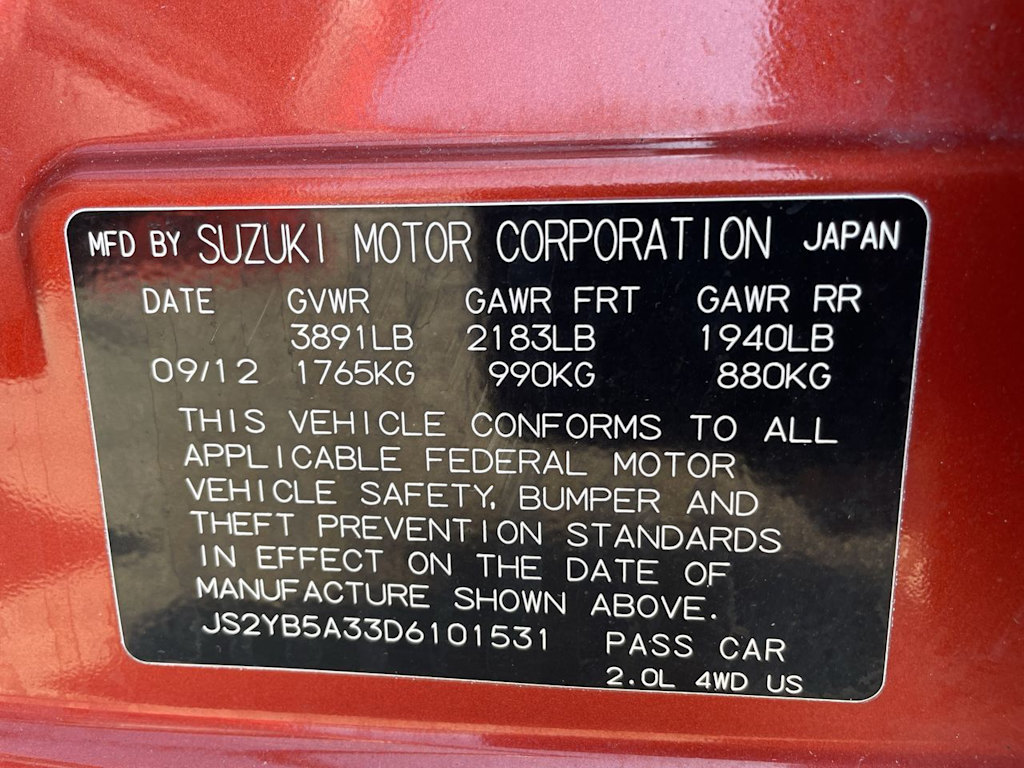 MFD BY SUZUKI MOTOR CORPORATION JAPAN
DATE GVWR GAWR FRT GAWR RR
3891LB 2183LB 1940LB
09/12 1765KG 990KG 880KG
THIS VEHICLE CONFORMS TO ALL
APPLICABLE FEDERAL MOTOR
VEHICLE SAFETY, BUMPER AND
THEFT PREVENTION STANDARDS
IN EFFECT ON THE DATE OF
MANUFACTURE SHOWN ABOVE.
JS2YB5A33D6101531 PASS CAR
2.0L 4WD US